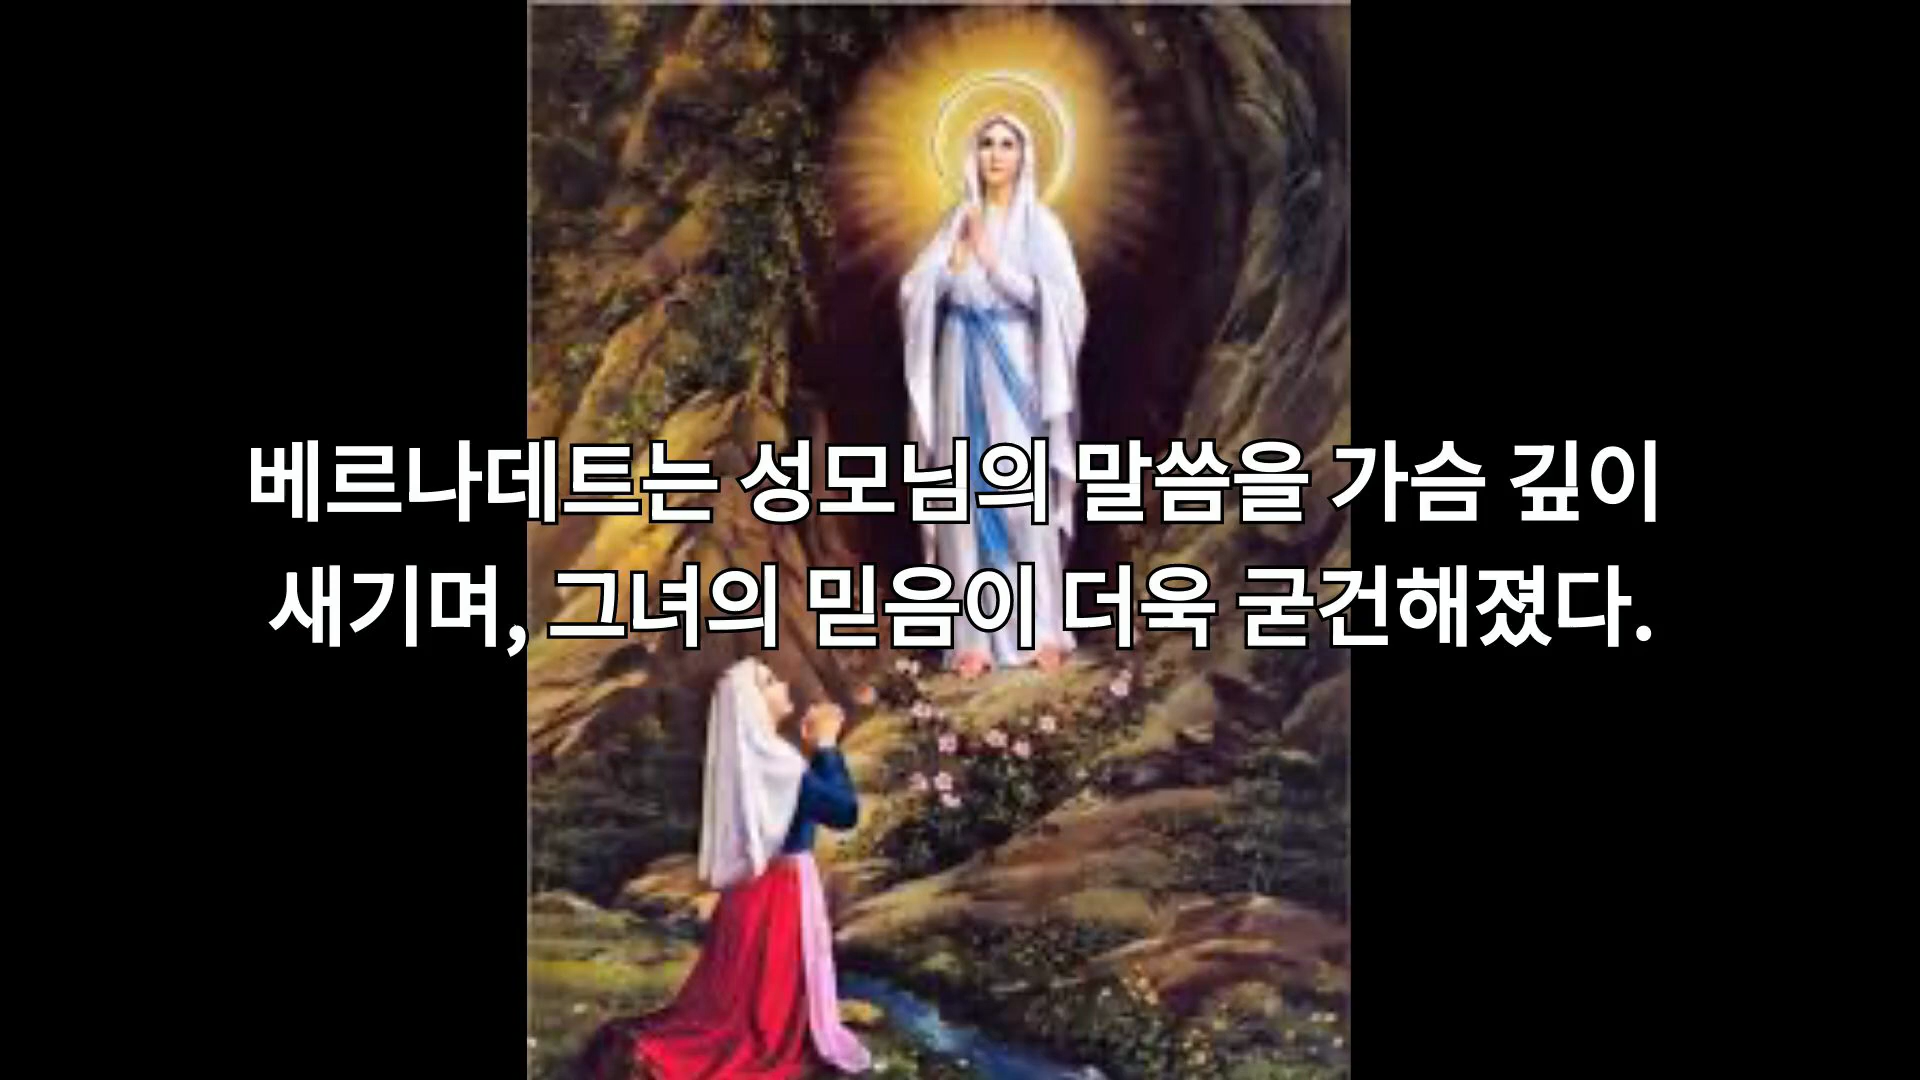 베르나데트는 성모님의 말씀을 가슴 깊이
새기며, 그녀의 믿음이 더욱 굳건해졌다.